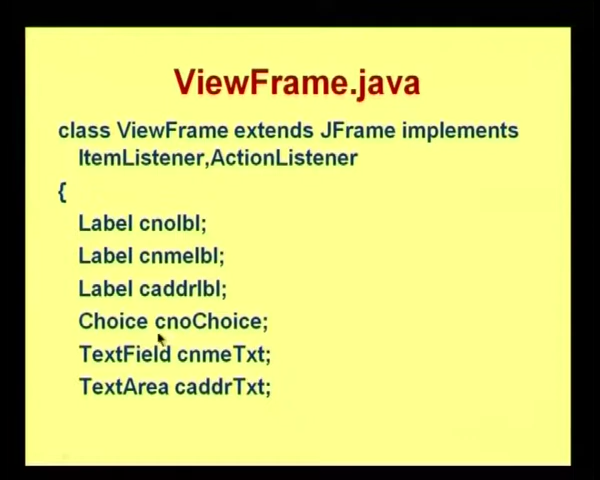 ViewFrame.java
class ViewFrame extends JFrame implements
ItemListener,ActionListener
{
Label cnolbl;
Label cnmelbl;
Label caddrlbl;
Choice cnoChoice;
TextField cnmeTxt;
TextArea caddrTxt;